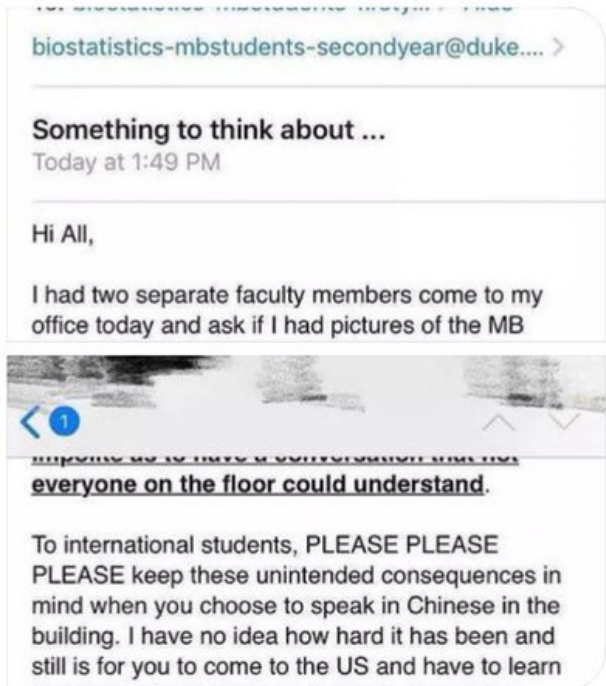 biostatistics-mbstudents-secondyear@duke.... >
Something to think about ...
Today at 1:49 PM
Hi All,
I had two separate faculty members come to my
office today and ask if I had pictures of the MB
1
everyone on the floor could understand.
To international students, PLEASE PLEASE
PLEASE keep these unintended consequences in
mind when you choose to speak in Chinese in the
building. I have no idea how hard it has been and
still is for you to come to the US and have to learn